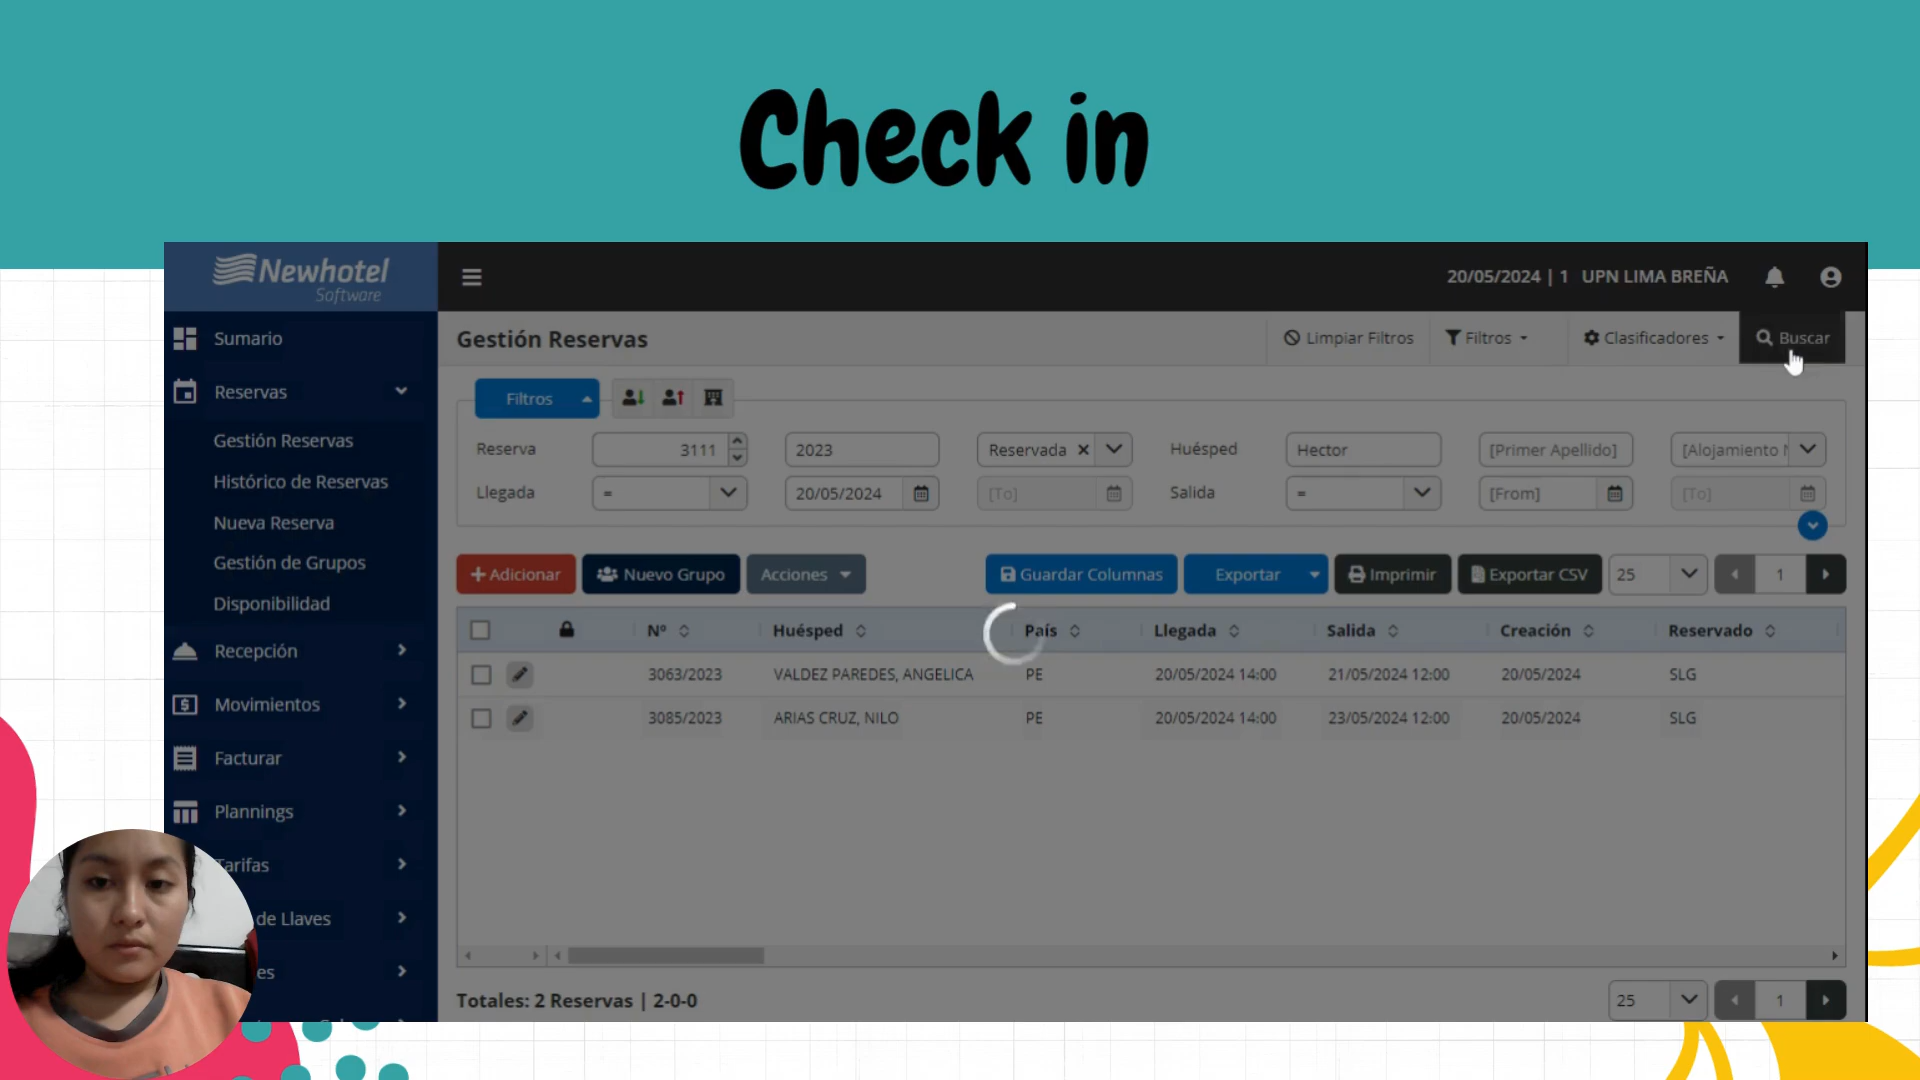 Check in
Newhotel
Software
20/05/2024 | 1 UPN LIMA BREÑA
Sumario
Reservas
Gestión Reservas
Histórico de Reservas
Nueva Reserva
Gestión de Grupos
Disponibilidad
Recepción
Movimientos
Facturar
Plannings
Tarifas
de Llaves
es
Gestión Reservas
Limpiar Filtros
Filtros
Clasificadores
Buscar
Filtros
Reserva 3111 2023 Reservada × Huésped Hector [Primer Apellido] [Alojamiento
Llegada = 20/05/2024 [To] Salida = [From] [To]
+ Adicionar Nuevo Grupo Acciones Guardar Columnas Exportar Imprimir Exportar CSV 25 1
Nº Huésped País Llegada Salida Creación Reservado
3063/2023 VALDEZ PAREDES, ANGELICA PE 20/05/2024 14:00 21/05/2024 12:00 20/05/2024 SLG
3085/2023 ARIAS CRUZ, NILO PE 20/05/2024 14:00 23/05/2024 12:00 20/05/2024 SLG
Totales: 2 Reservas | 2-0-0
25 1